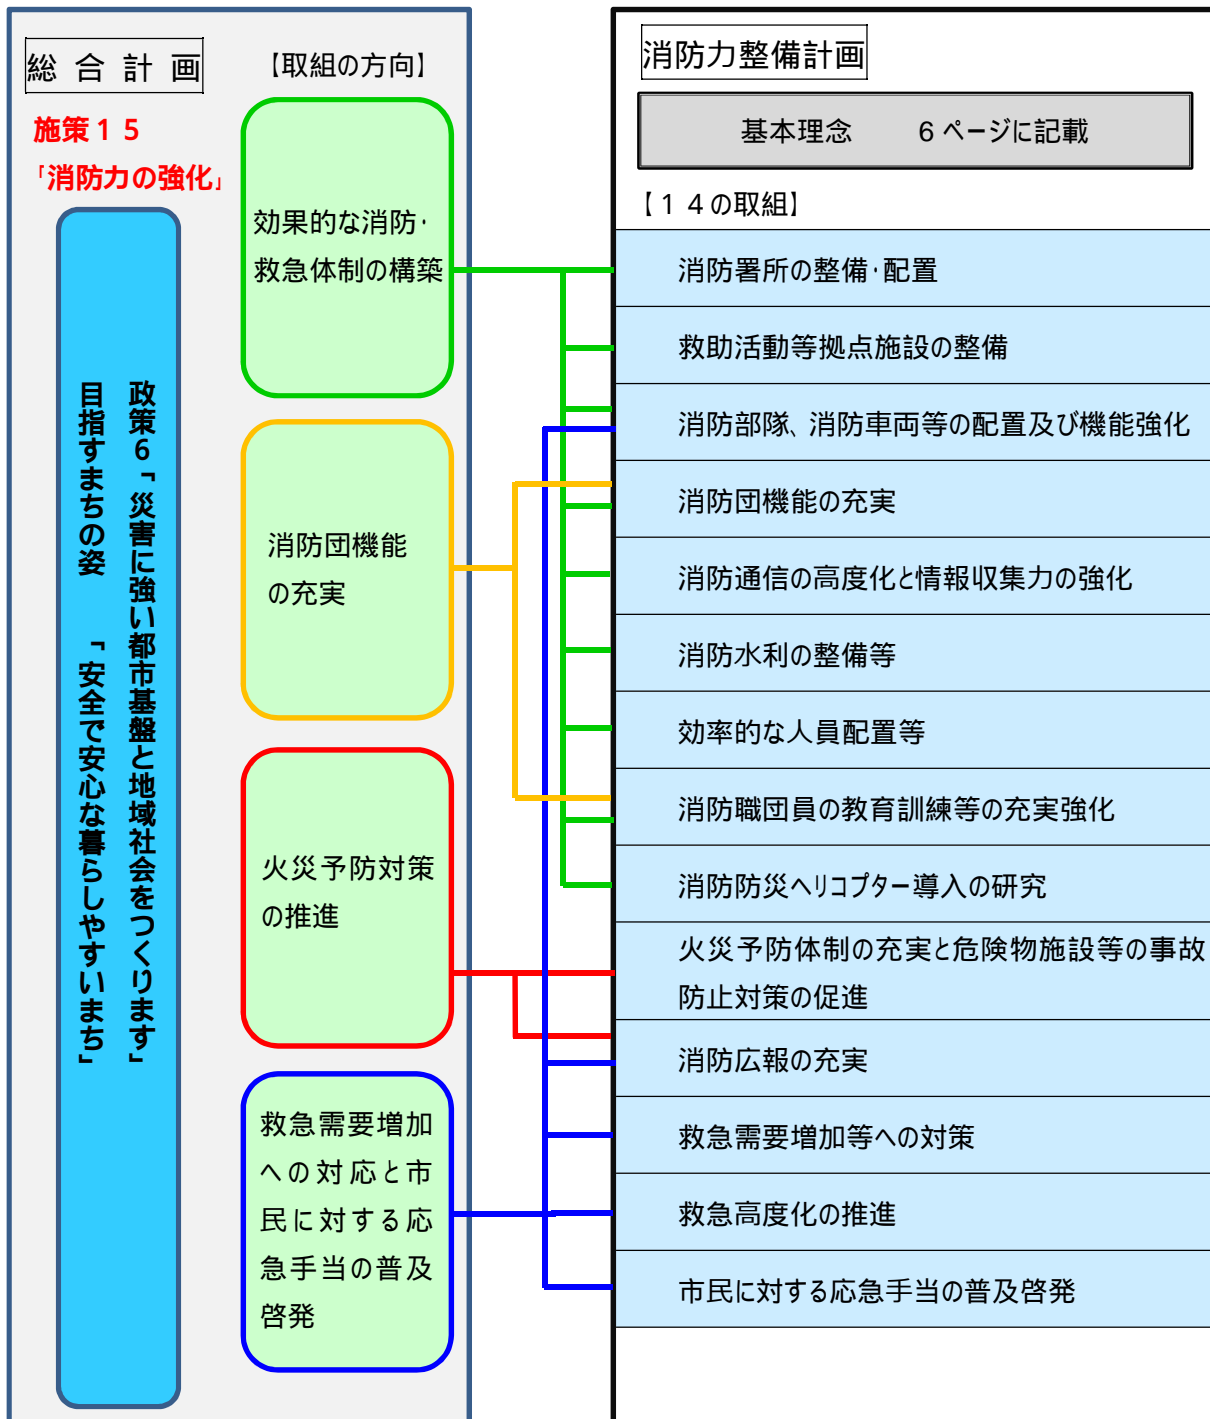 総合計画
【取組の方向】
施策15
「消防力の強化」
政策6「災害に強い都市基盤と地域社会をつくります」
目指すまちの姿 「安全で安心な暮らしやすいまち」
効果的な消防・
救急体制の構築
消防団機能
の充実
火災予防対策
の推進
救急需要増加
への対応と市
民に対する応
急手当の普及
啓発
消防力整備計画
基本理念 6ページに記載
【14の取組】
消防署所の整備・配置
救助活動等拠点施設の整備
消防部隊、消防車両等の配置及び機能強化
消防団機能の充実
消防通信の高度化と情報収集力の強化
消防水利の整備等
効率的な人員配置等
消防職団員の教育訓練等の充実強化
消防防災ヘリコプター導入の研究
火災予防体制の充実と危険物施設等の事故
防止対策の促進
消防広報の充実
救急需要増加等への対策
救急高度化の推進
市民に対する応急手当の普及啓発